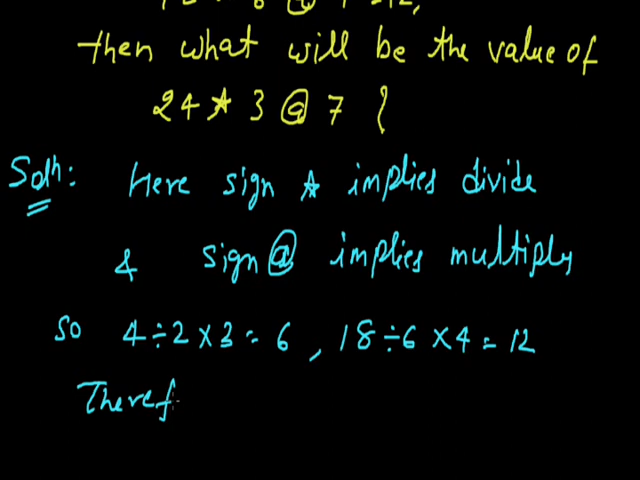 then what will be the value of
24 ☆ 3 @ 7 ?
Soln:
Here sign ☆ implies divide
& sign @ implies multiply
So 4 ÷ 2 × 3 = 6 , 18 ÷ 6 × 4 = 12
Theref